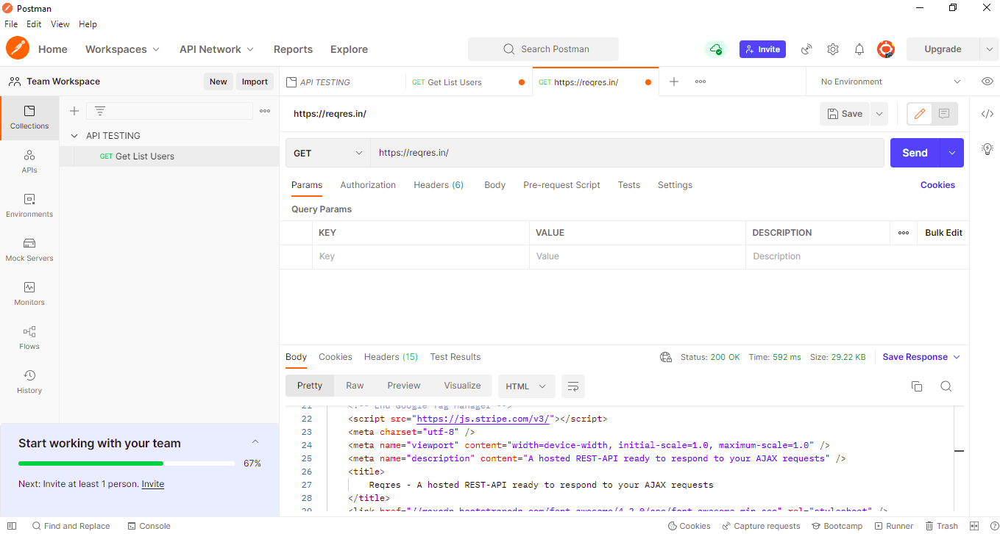 Postman
File Edit View Help
Home Workspaces API Network Reports Explore Search Postman Invite Upgrade
Team Workspace New Import API TESTING GET Get List Users GET https://reqres.in/ No Environment
Collections
APIs
Environments
Mock Servers
Monitors
Flows
History
API TESTING
GET Get List Users
https://reqres.in/ Save
GET https://reqres.in/ Send
Params Authorization Headers (6) Body Pre-request Script Tests Settings Cookies
Query Params
KEY VALUE DESCRIPTION Bulk Edit
Key Value Description
Body Cookies Headers (15) Test Results Status: 200 OK Time: 592 ms Size: 29.22 KB Save Response
Pretty Raw Preview Visualize HTML
21 <!-- End Google Tag Manager -->
22 <script src="https://js.stripe.com/v3/"></script>
23 <meta charset="utf-8" />
24 <meta name="viewport" content="width=device-width, initial-scale=1.0, maximum-scale=1.0" />
25 <meta name="description" content="A hosted REST-API ready to respond to your AJAX requests" />
26 <title>
27 Reqres - A hosted REST-API ready to respond to your AJAX requests
28 </title>
29 <link href="//maxcdn.bootstrapcdn.com/font-awesome/4.2.0/css/font-awesome.min.css" rel="stylesheet" />
Start working with your team
67%
Next: Invite at least 1 person. Invite
Find and Replace Console Cookies Capture requests Bootcamp Runner Trash